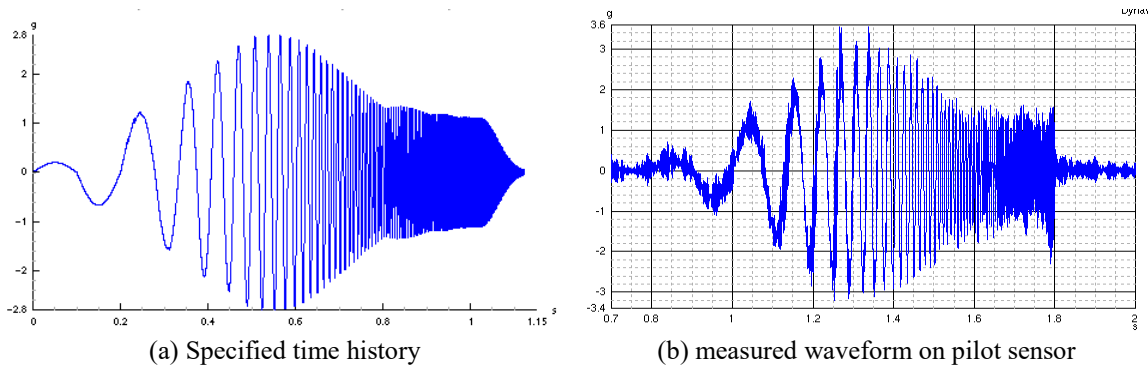 g
2.8
2
1
0
-1
-2
-2.8
0 0.2 0.4 0.6 0.8 1 1.15
s
(a) Specified time history
g
3.6
3
2
1
0
-1
-2
-3
-3.4
0.7 0.8 1 1.2 1.4 1.6 1.8 2
s
(b) measured waveform on pilot sensor